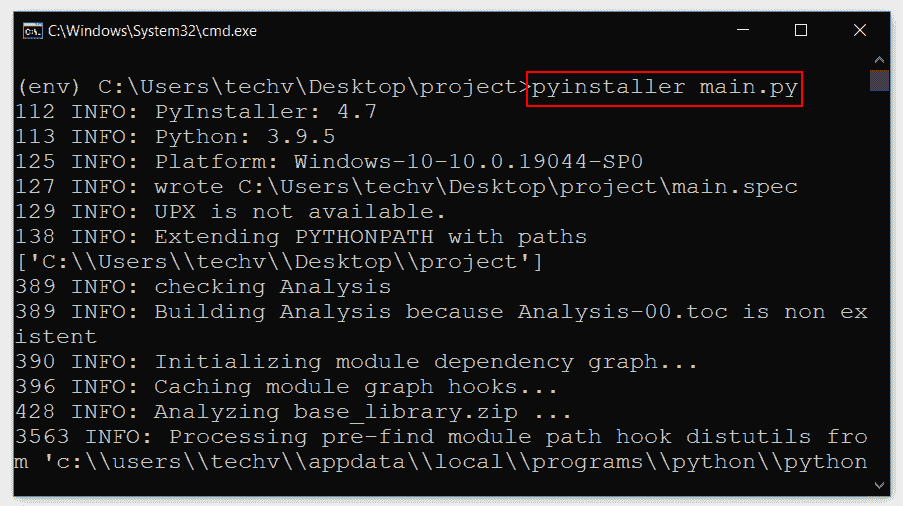 C:\Windows\System32\cmd.exe
(env) C:\Users\techv\Desktop\project>pyinstaller main.py
112 INFO: PyInstaller: 4.7
113 INFO: Python: 3.9.5
125 INFO: Platform: Windows-10-10.0.19044-SP0
127 INFO: wrote C:\Users\techv\Desktop\project\main.spec
129 INFO: UPX is not available.
138 INFO: Extending PYTHONPATH with paths
['C:\\Users\\techv\\Desktop\\project']
389 INFO: checking Analysis
389 INFO: Building Analysis because Analysis-00.toc is non ex
istent
390 INFO: Initializing module dependency graph...
396 INFO: Caching module graph hooks...
428 INFO: Analyzing base_library.zip ...
3563 INFO: Processing pre-find module path hook distutils fro
m 'c:\\users\\techv\\appdata\\local\\programs\\python\\python